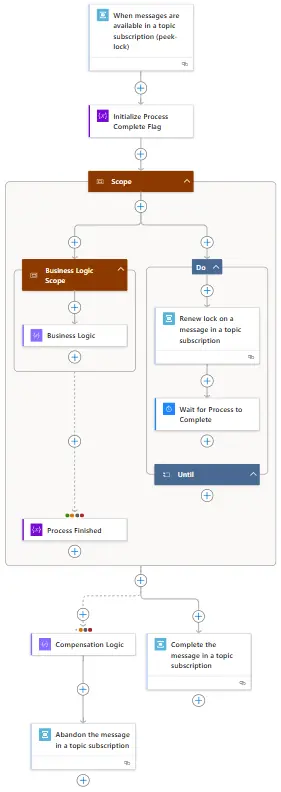 When messages are
available in a topic
subscription (peek-
lock)
Initialize Process
Complete Flag
Scope
Business Logic
Scope
Do
Business Logic
Renew lock on a
message in a topic
subscription
Wait for Process to
Complete
Until
Process Finished
Compensation Logic
Complete the
message in a topic
subscription
Abandon the message
in a topic subscription